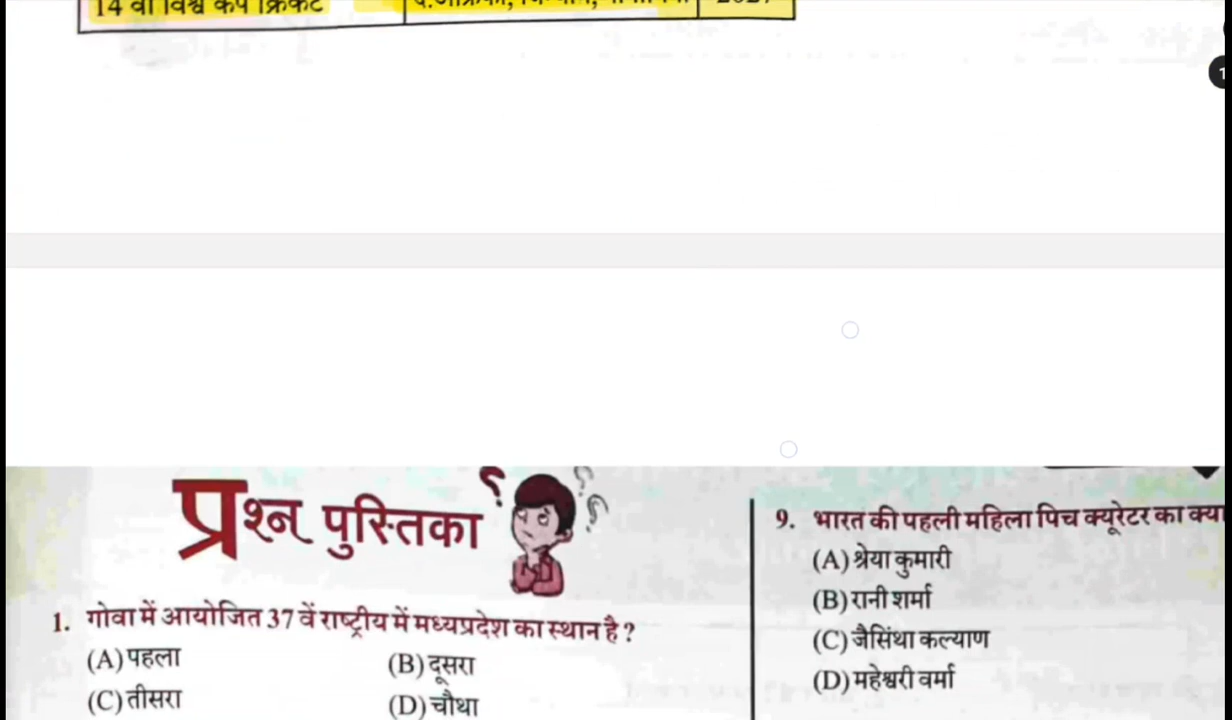 14 वां विश्व कप क्रिकेट
प्रश्न पुस्तिका
1. गोवा में आयोजित 37 वें राष्ट्रीय में मध्यप्रदेश का स्थान है ?
(A) पहला
(B) दूसरा
(C) तीसरा
(D) चौथा
9. भारत की पहली महिला पिच क्यूरेटर का क्या
(A) श्रेया कुमारी
(B) रानी शर्मा
(C) जैसिंथा कल्याण
(D) महेश्वरी वर्मा